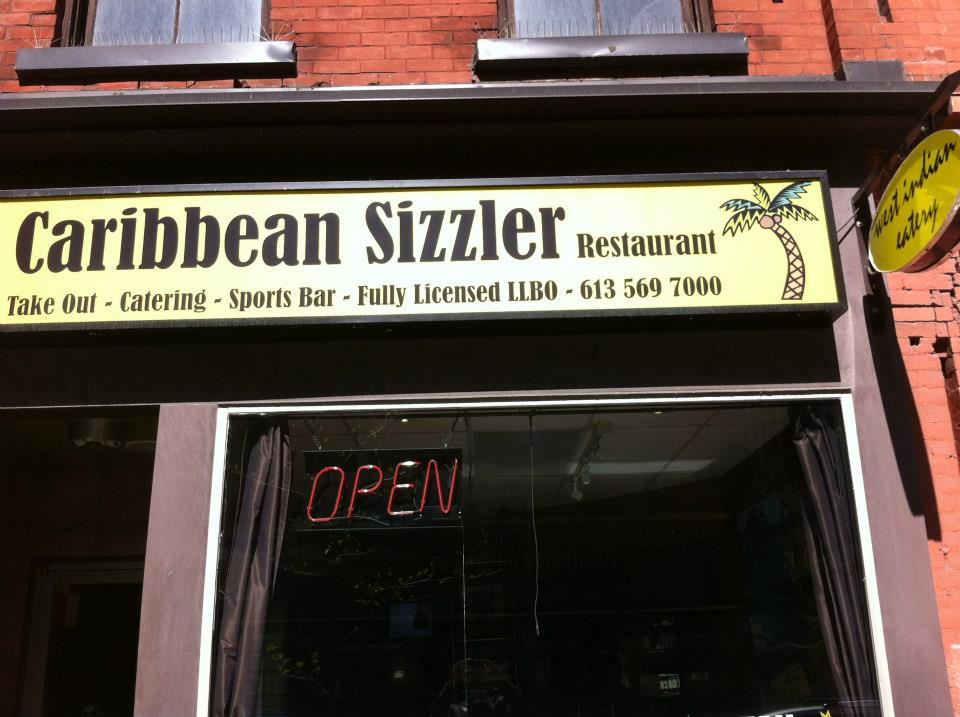 Caribbean Sizzler Restaurant
Take Out - Catering - Sports Bar - Fully Licensed LLBO - 613 569 7000
west indian
eatery
OPEN